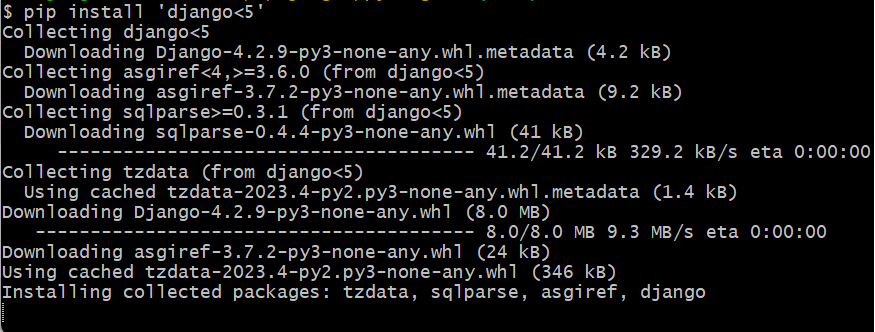 $ pip install 'django<5'
Collecting django<5
  Downloading Django-4.2.9-py3-none-any.whl.metadata (4.2 kB)
Collecting asgiref<4,>=3.6.0 (from django<5)
  Downloading asgiref-3.7.2-py3-none-any.whl.metadata (9.2 kB)
Collecting sqlparse>=0.3.1 (from django<5)
  Downloading sqlparse-0.4.4-py3-none-any.whl (41 kB)
     ---------------------------------------- 41.2/41.2 kB 329.2 kB/s eta 0:00:00
Collecting tzdata (from django<5)
  Using cached tzdata-2023.4-py2.py3-none-any.whl.metadata (1.4 kB)
Downloading Django-4.2.9-py3-none-any.whl (8.0 MB)
   ---------------------------------------- 8.0/8.0 MB 9.3 MB/s eta 0:00:00
Downloading asgiref-3.7.2-py3-none-any.whl (24 kB)
Using cached tzdata-2023.4-py2.py3-none-any.whl (346 kB)
Installing collected packages: tzdata, sqlparse, asgiref, django